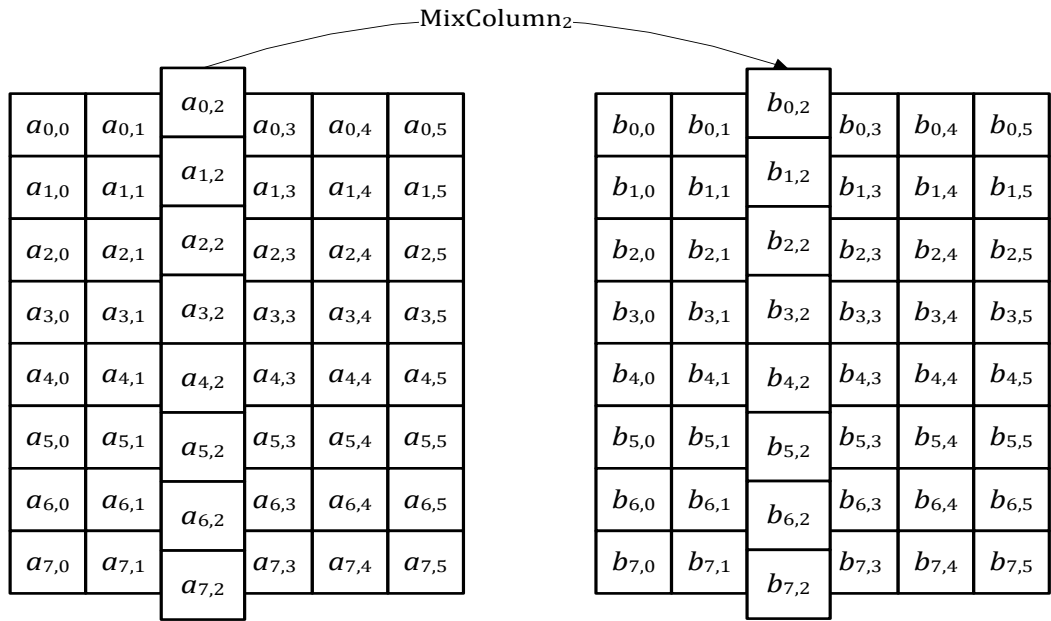 MixColumn₂
a₀,₂ b₀,₂
a₀,₀ a₀,₁ a₀,₃ a₀,₄ a₀,₅ b₀,₀ b₀,₁ b₀,₃ b₀,₄ b₀,₅
a₁,₂ b₁,₂
a₁,₀ a₁,₁ a₁,₃ a₁,₄ a₁,₅ b₁,₀ b₁,₁ b₁,₃ b₁,₄ b₁,₅
a₂,₀ a₂,₁ a₂,₂ a₂,₃ a₂,₄ a₂,₅ b₂,₀ b₂,₁ b₂,₂ b₂,₃ b₂,₄ b₂,₅
a₃,₀ a₃,₁ a₃,₂ a₃,₃ a₃,₄ a₃,₅ b₃,₀ b₃,₁ b₃,₂ b₃,₃ b₃,₄ b₃,₅
a₄,₀ a₄,₁ a₄,₂ a₄,₃ a₄,₄ a₄,₅ b₄,₀ b₄,₁ b₄,₂ b₄,₃ b₄,₄ b₄,₅
a₅,₀ a₅,₁ a₅,₃ a₅,₄ a₅,₅ b₅,₀ b₅,₁ b₅,₃ b₅,₄ b₅,₅
a₅,₂ b₅,₂
a₆,₀ a₆,₁ a₆,₃ a₆,₄ a₆,₅ b₆,₀ b₆,₁ b₆,₃ b₆,₄ b₆,₅
a₆,₂ b₆,₂
a₇,₀ a₇,₁ a₇,₃ a₇,₄ a₇,₅ b₇,₀ b₇,₁ b₇,₃ b₇,₄ b₇,₅
a₇,₂ b₇,₂